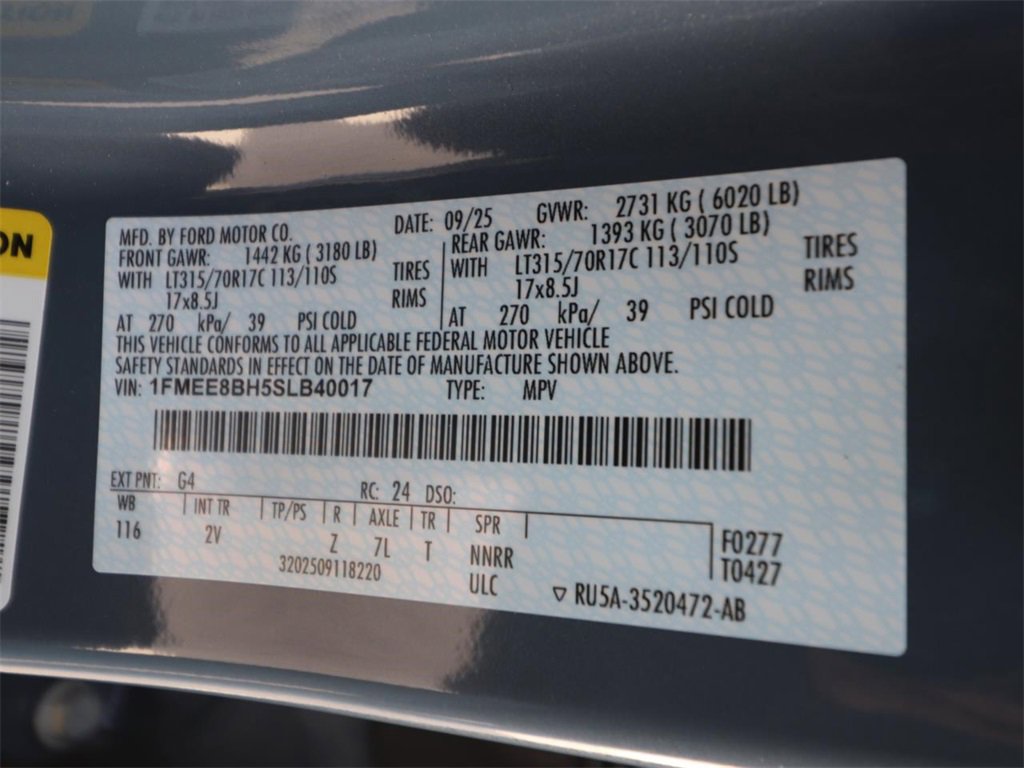 ON
MFD. BY FORD MOTOR CO. DATE: 09/25 GVWR: 2731 KG ( 6020 LB)
FRONT GAWR: 1442 KG ( 3180 LB) REAR GAWR: 1393 KG ( 3070 LB)
WITH LT315/70R17C 113/110S TIRES WITH LT315/70R17C 113/110S TIRES
17x8.5J RIMS 17x8.5J RIMS
AT 270 kPa/ 39 PSI COLD AT 270 kPa/ 39 PSI COLD
THIS VEHICLE CONFORMS TO ALL APPLICABLE FEDERAL MOTOR VEHICLE
SAFETY STANDARDS IN EFFECT ON THE DATE OF MANUFACTURE SHOWN ABOVE.
VIN: 1FMEE8BH5SLB40017 TYPE: MPV
EXT PNT: G4 RC: 24 DSO:
WB INT TR TP/PS R AXLE TR SPR
116 2V Z 7L T NNRR F0277
3202509118220 ULC T0427
▽ RU5A-3520472-AB